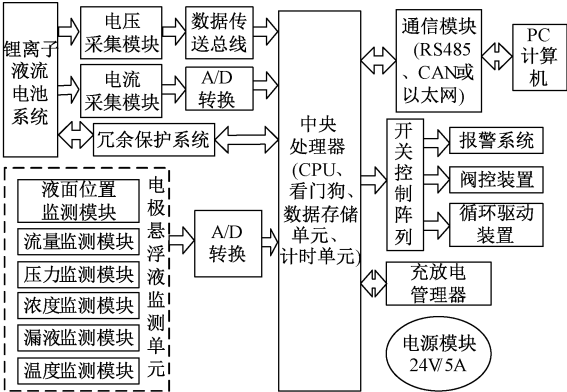 锂离子
液流
电池
系统
电压
采集模块
数据传
送总线
电流
采集模块
A/D
转换
冗余保护系统
电极悬浮液监测单元
液面位置
监测模块
流量监测模块
压力监测模块
浓度监测模块
漏液监测模块
温度监测模块
A/D
转换
中央
处理器
(CPU、
看门狗、
数据存储
单元、
计时单元)
通信模块
(RS485
、CAN或
以太网)
PC
计算
机
开关控制阵列
报警系统
阀控装置
循环驱动
装置
充放电
管理器
电源模块
24V/5A